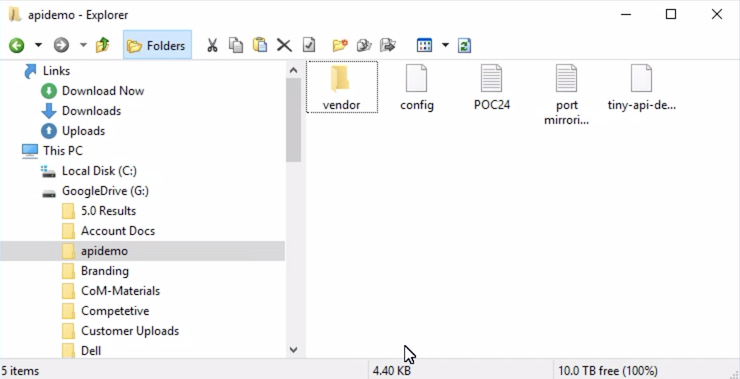 apidemo - Explorer
Folders
Links
Download Now
Downloads
Uploads
This PC
Local Disk (C:)
GoogleDrive (G:)
5.0 Results
Account Docs
apidemo
Branding
CoM-Materials
Competetive
Customer Uploads
Dell
vendor
config
POC24
port
mirrori...
tiny-api-de...
5 items
4.40 KB
10.0 TB free (100%)